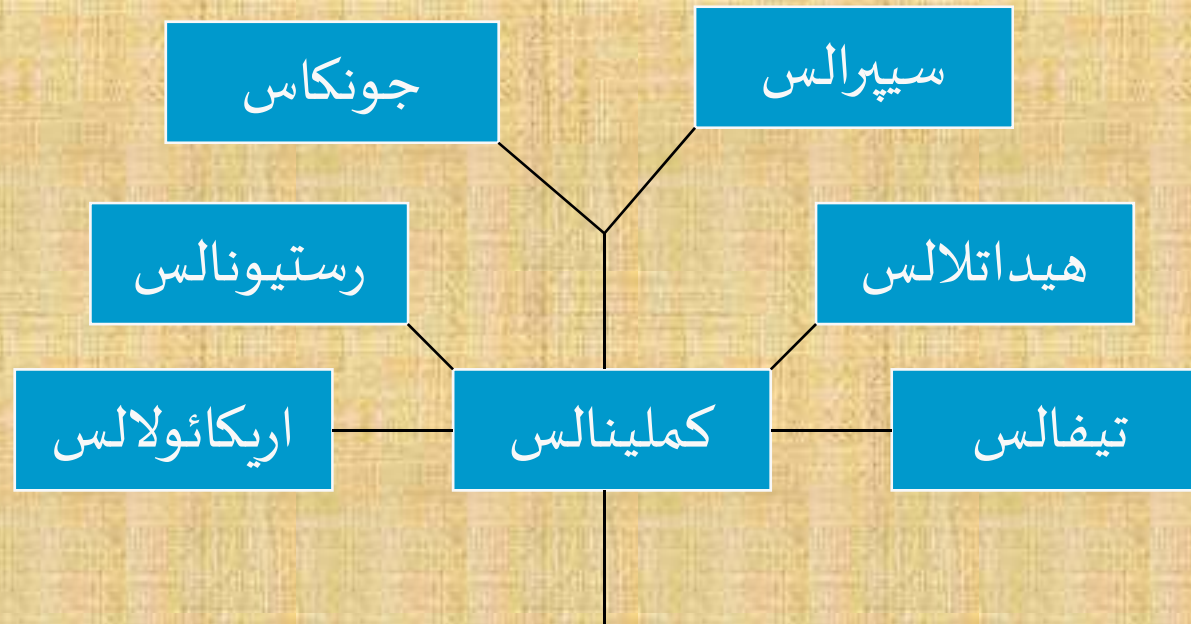 سیپرالس
جونکاس
هیداتلالس
رستیونالس
تیفالس
کملینالس
اریکائولالس